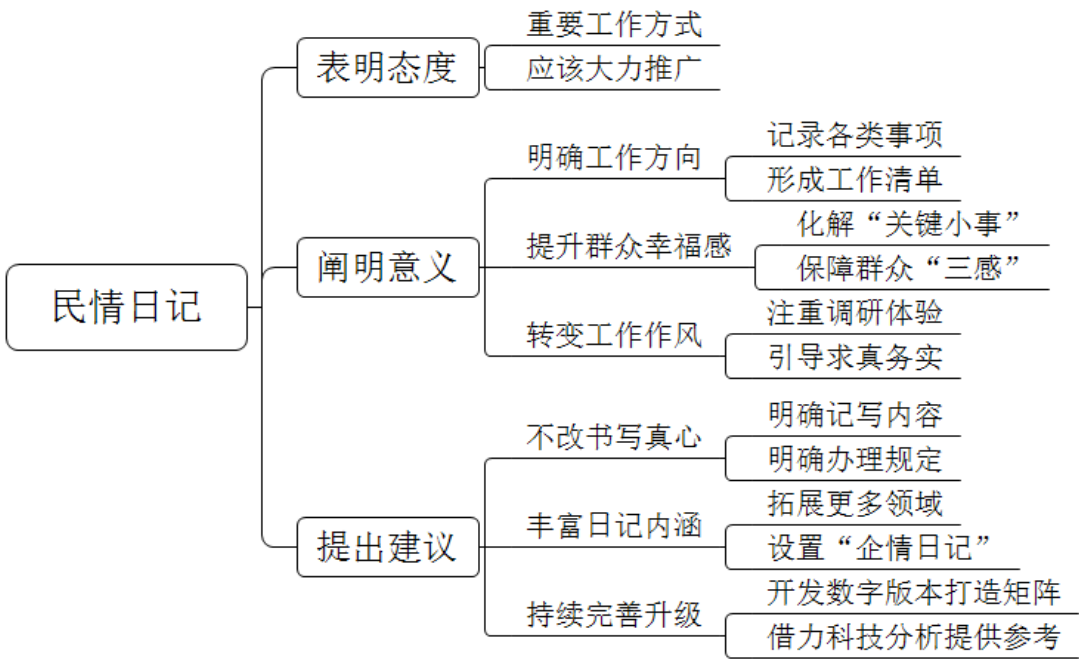 民情日记
表明态度
重要工作方式
应该大力推广
阐明意义
明确工作方向
记录各类事项
形成工作清单
提升群众幸福感
化解“关键小事”
保障群众“三感”
转变工作作风
注重调研体验
引导求真务实
提出建议
不改书写真心
明确记写内容
明确办理规定
丰富日记内涵
拓展更多领域
设置“企情日记”
持续完善升级
开发数字版本打造矩阵
借力科技分析提供参考